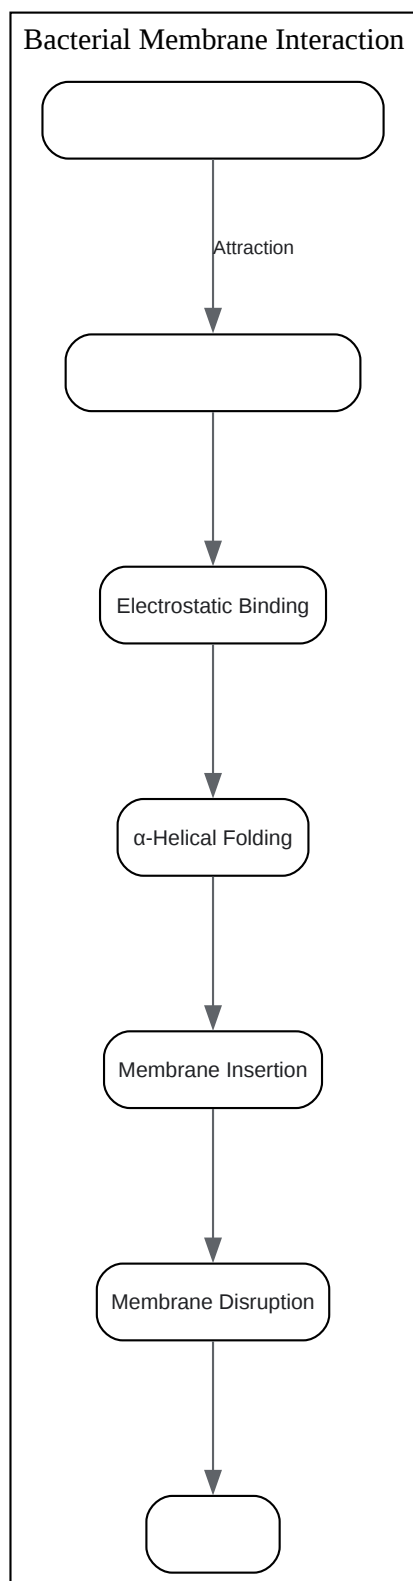 Bacterial Membrane Interaction
Attraction
Electrostatic Binding
α-Helical Folding
Membrane Insertion
Membrane Disruption